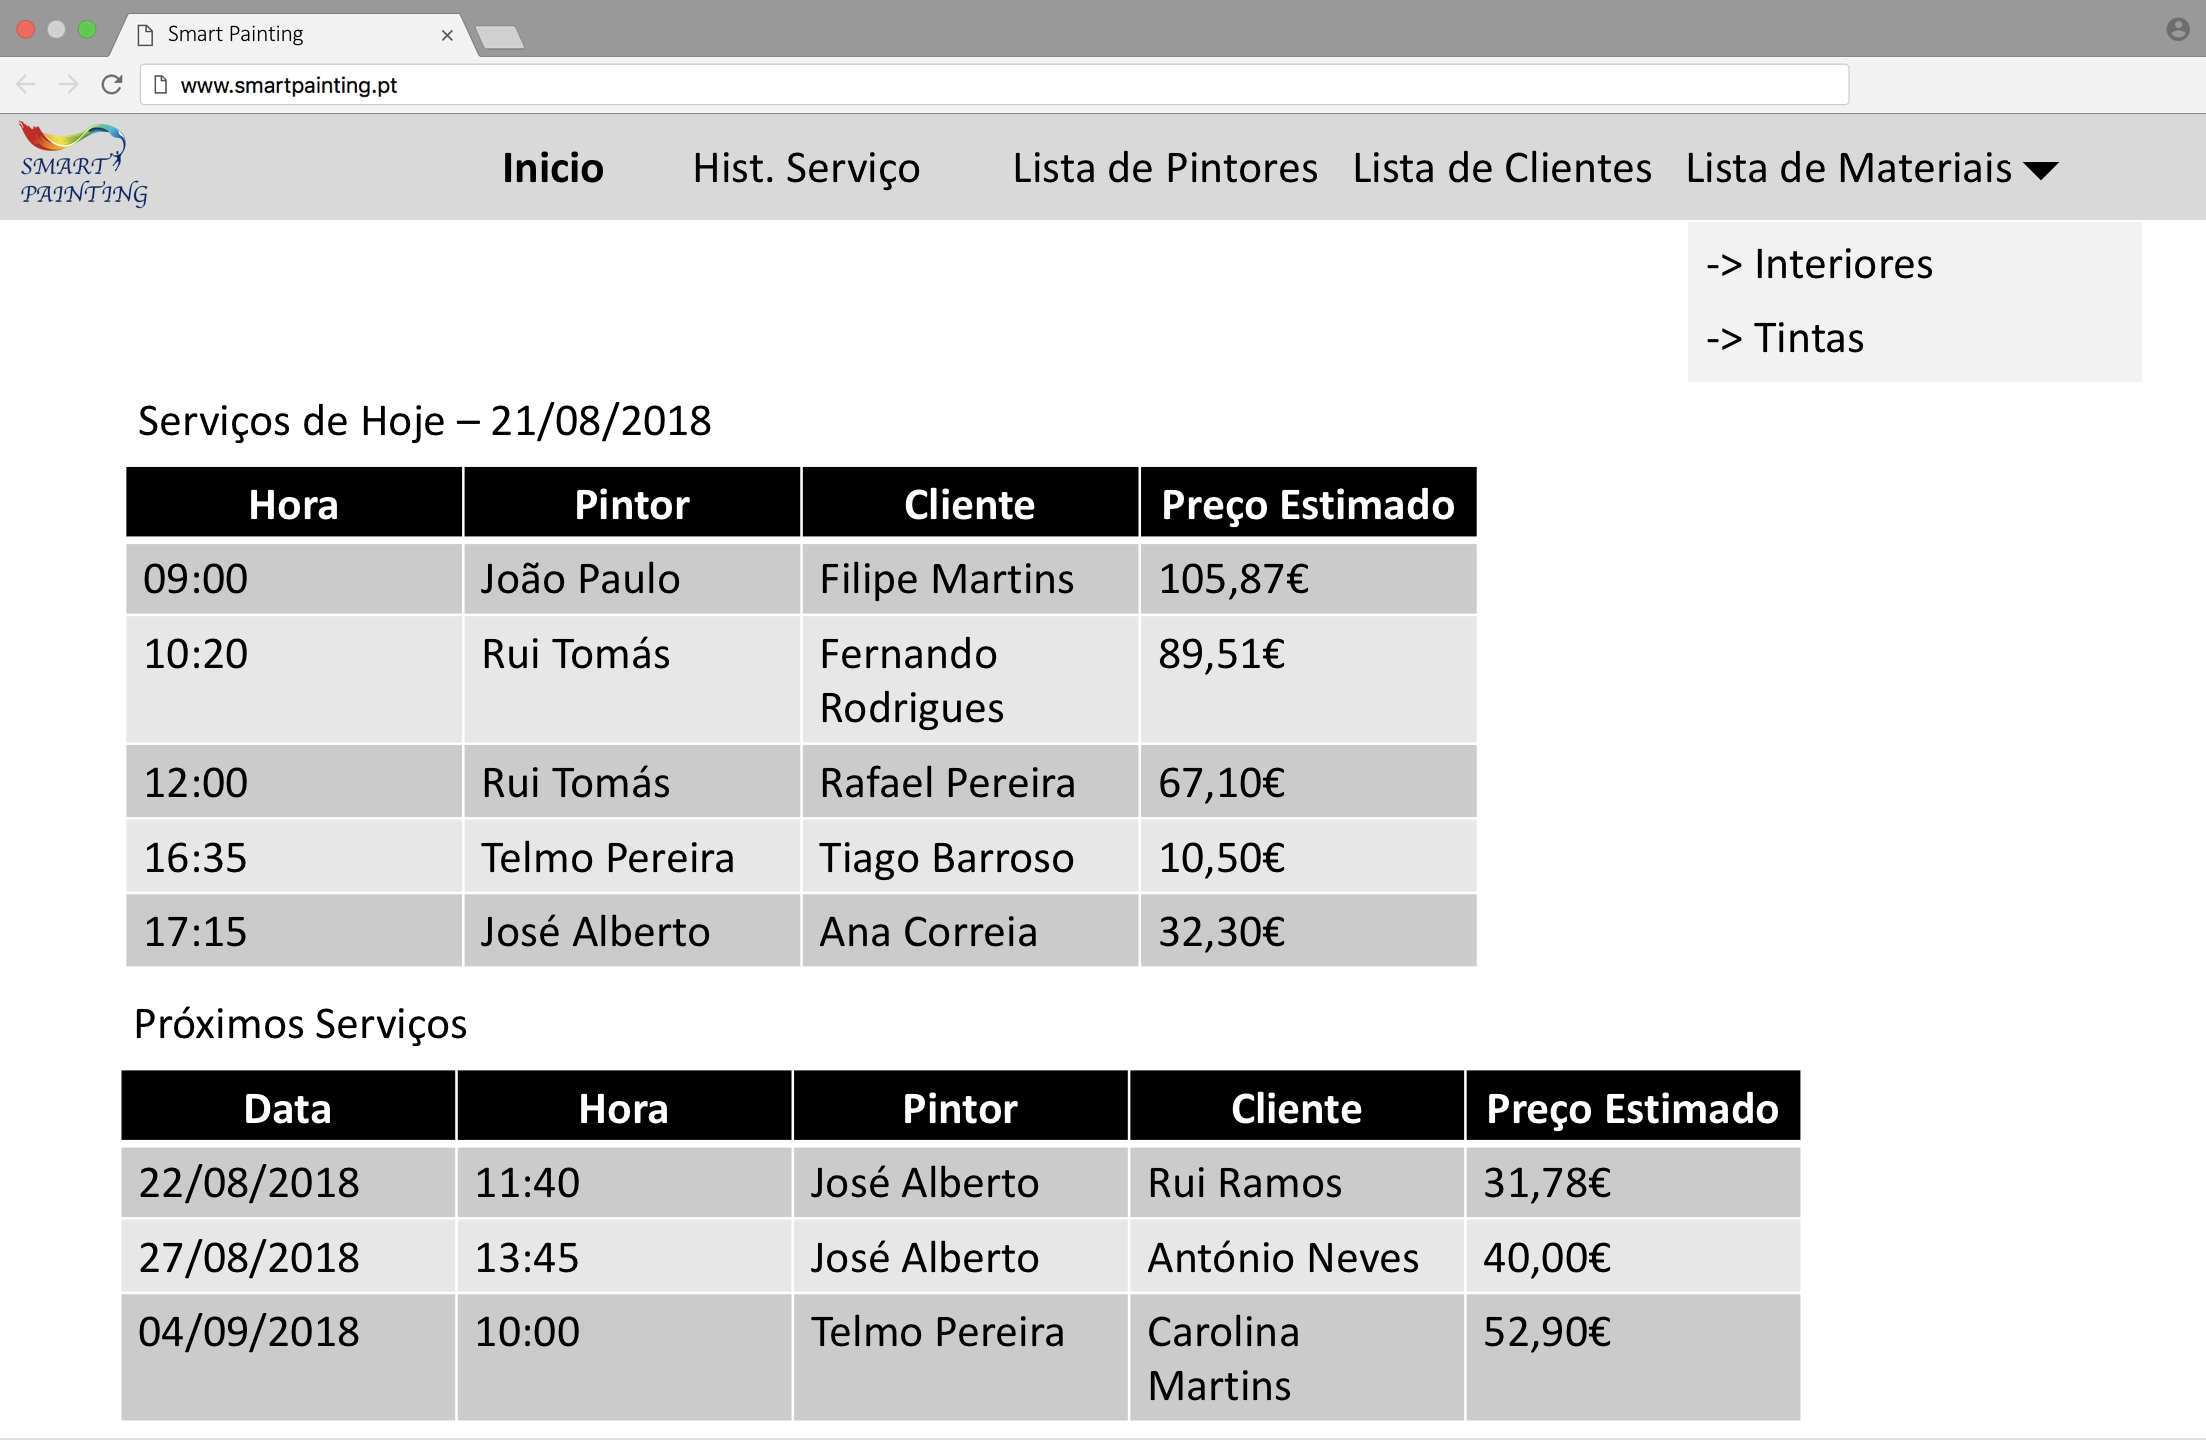 Smart Painting
www.smartpainting.pt
SMART
PAINTING
Inicio Hist. Serviço Lista de Pintores Lista de Clientes Lista de Materiais
-> Interiores
-> Tintas
Serviços de Hoje – 21/08/2018
Hora Pintor Cliente Preço Estimado
09:00 João Paulo Filipe Martins 105,87€
10:20 Rui Tomás Fernando 89,51€
Rodrigues
12:00 Rui Tomás Rafael Pereira 67,10€
16:35 Telmo Pereira Tiago Barroso 10,50€
17:15 José Alberto Ana Correia 32,30€
Próximos Serviços
Data Hora Pintor Cliente Preço Estimado
22/08/2018 11:40 José Alberto Rui Ramos 31,78€
27/08/2018 13:45 José Alberto António Neves 40,00€
04/09/2018 10:00 Telmo Pereira Carolina 52,90€
Martins